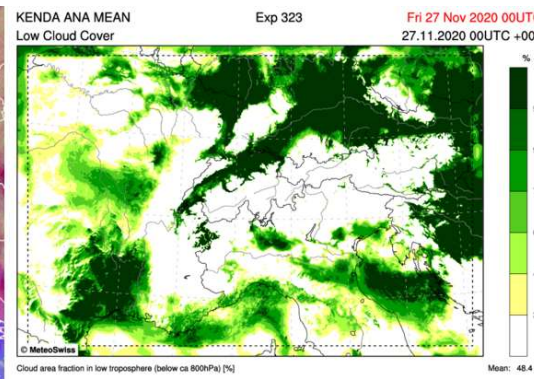 KENDA ANA MEAN
Exp 323
Fri 27 Nov 2020 00UT
Low Cloud Cover
27.11.2020 00UTC +00
%
© MeteoSwiss
Cloud area fraction in low troposphere (below ca 800hPa) [%]
Mean: 48.4